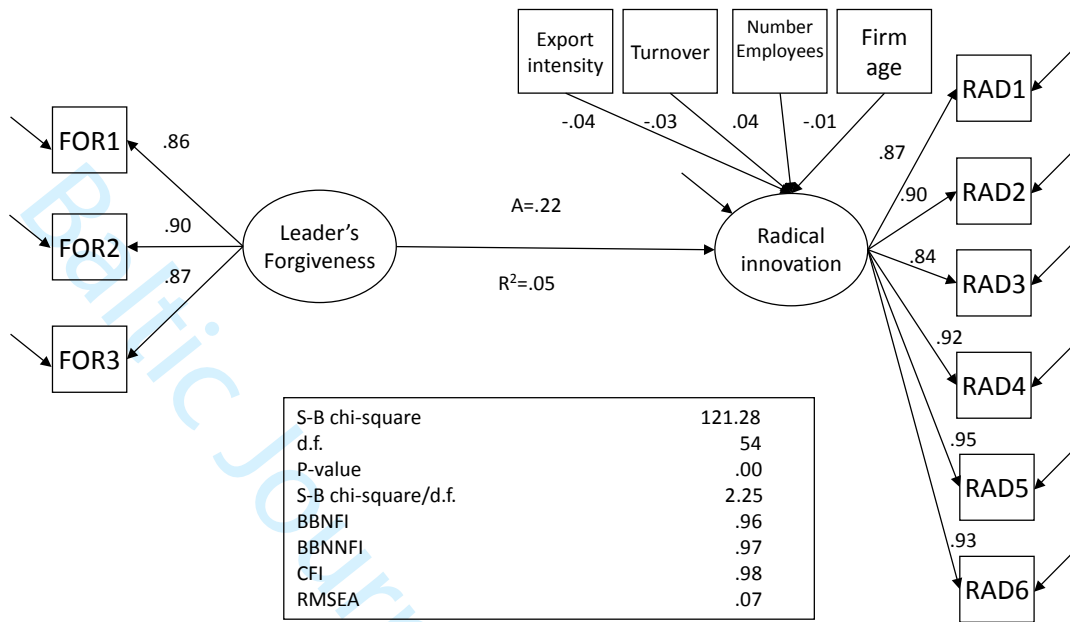 Export
intensity
Turnover
Number
Employees
Firm
age
-.04
-.03
.04
-.01
FOR1
FOR2
FOR3
.86
.90
.87
Leader's
Forgiveness
A=.22
R²=.05
Radical
innovation
.87
.90
.84
.92
.95
.93
RAD1
RAD2
RAD3
RAD4
RAD5
RAD6
S-B chi-square 121.28
d.f. 54
P-value .00
S-B chi-square/d.f. 2.25
BBNFI .96
BBNNFI .97
CFI .98
RMSEA .07
Baltic Journ